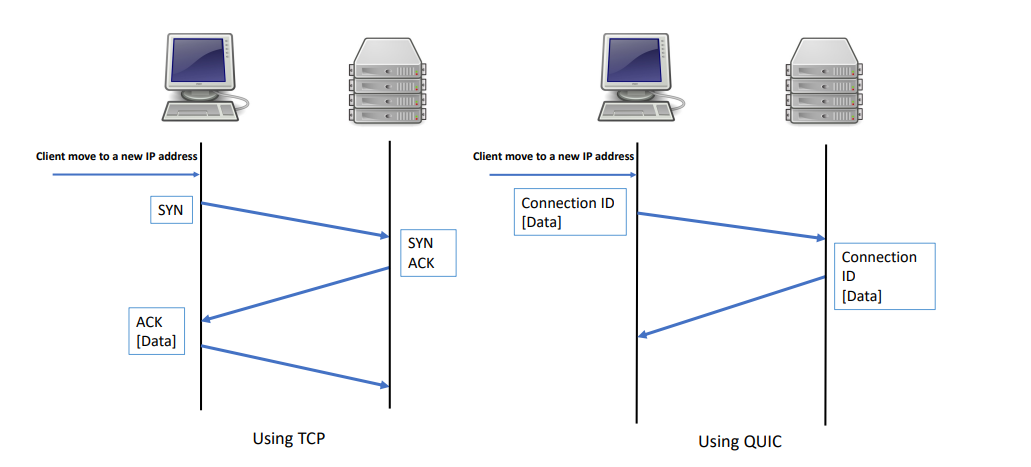 Client move to a new IP address
SYN
SYN
ACK
ACK
[Data]
Using TCP
Client move to a new IP address
Connection ID
[Data]
Connection
ID
[Data]
Using QUIC